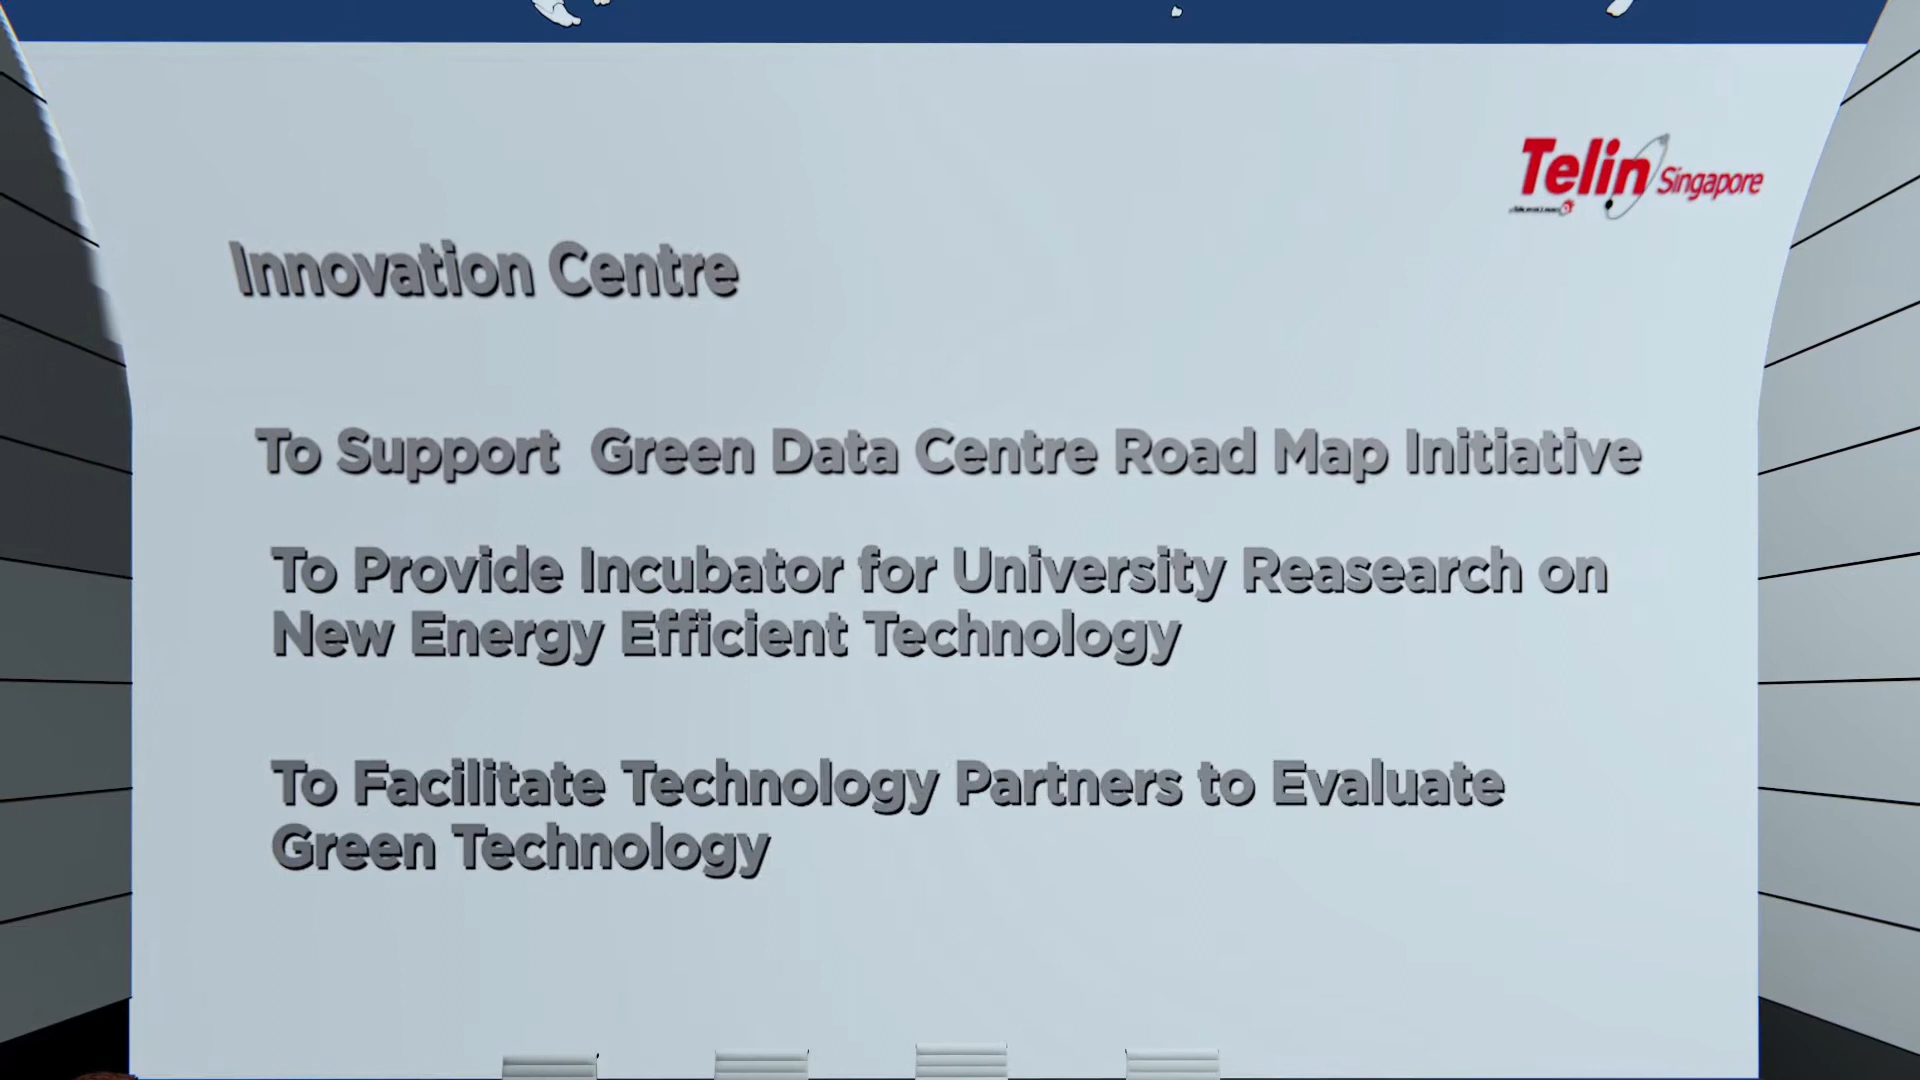 Telin Singapore
Innovation Centre
To Support Green Data Centre Road Map Initiative
To Provide Incubator for University Reasearch on
New Energy Efficient Technology
To Facilitate Technology Partners to Evaluate
Green Technology